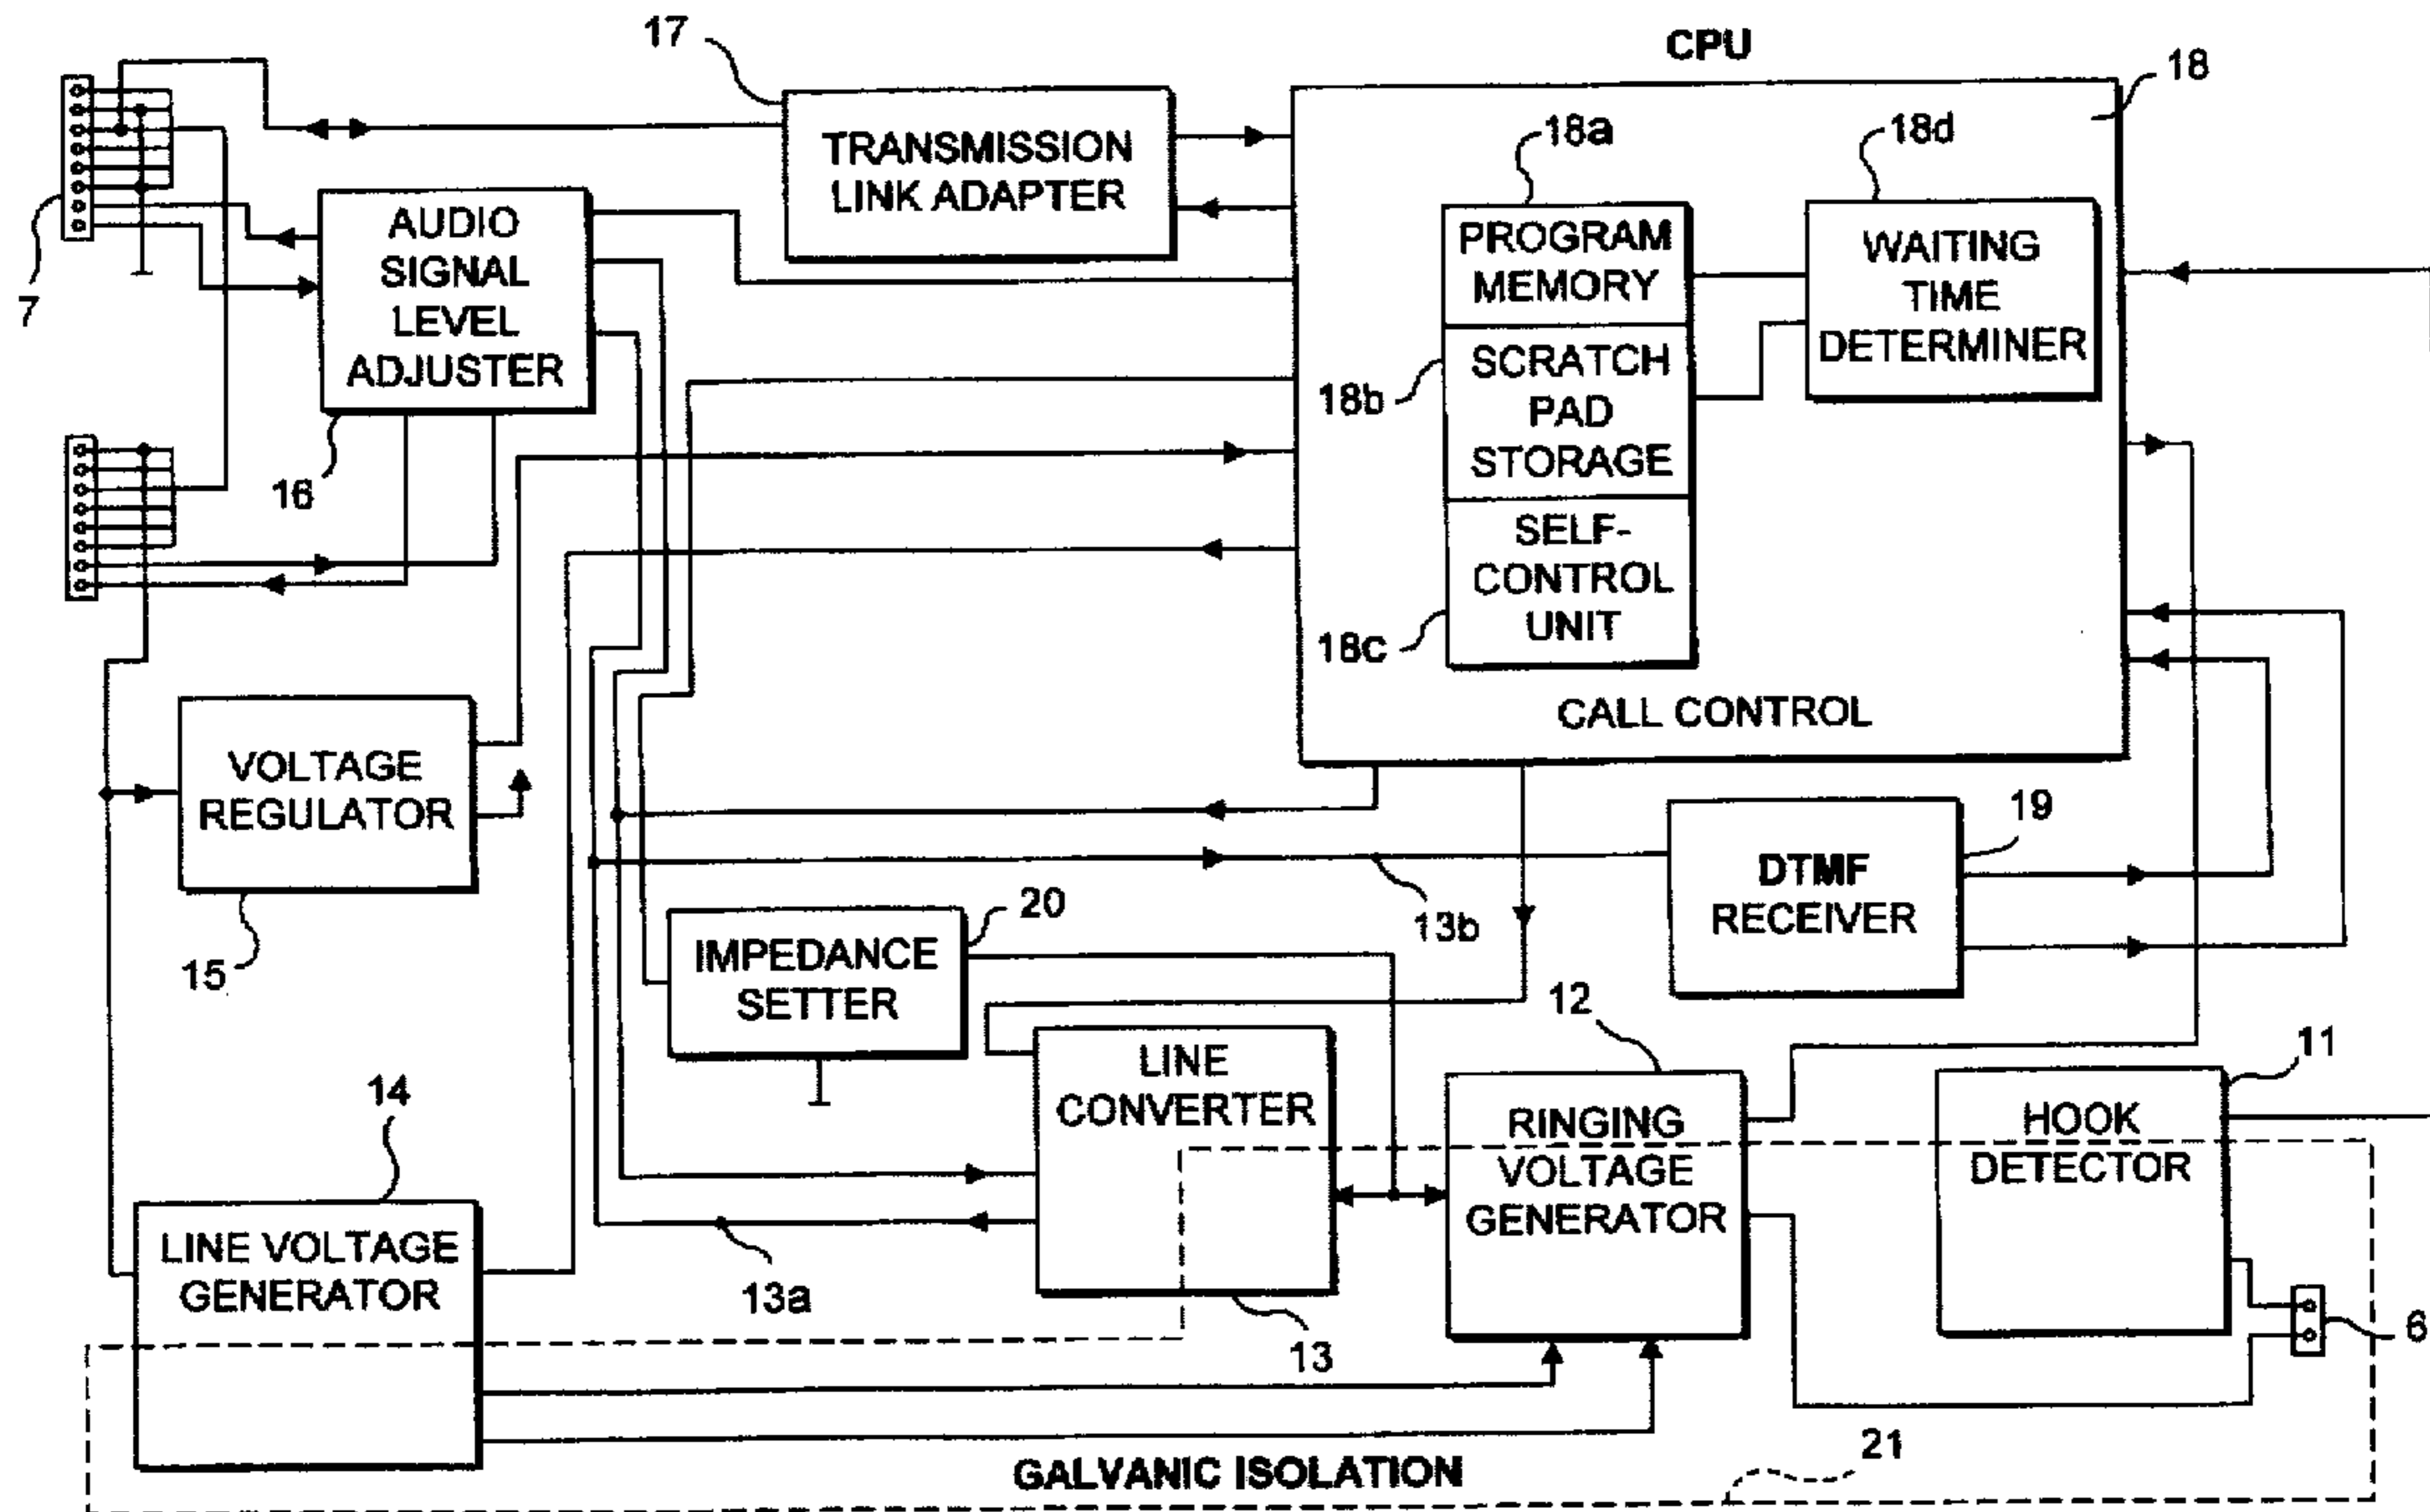 17
CPU
18
TRANSMISSION
LINK ADAPTER
18a
18d
PROGRAM
MEMORY
WAITING
TIME
DETERMINER
7
AUDIO
SIGNAL
LEVEL
ADJUSTER
18b
SCRATCH
PAD
STORAGE
16
SELF-
CONTROL
UNIT
18c
CALL CONTROL
VOLTAGE
REGULATOR
15
19
DTMF
RECEIVER
13b
20
IMPEDANCE
SETTER
12
11
LINE
CONVERTER
RINGING
VOLTAGE
GENERATOR
HOOK
DETECTOR
14
LINE VOLTAGE
GENERATOR
13a
13
6
21
GALVANIC ISOLATION